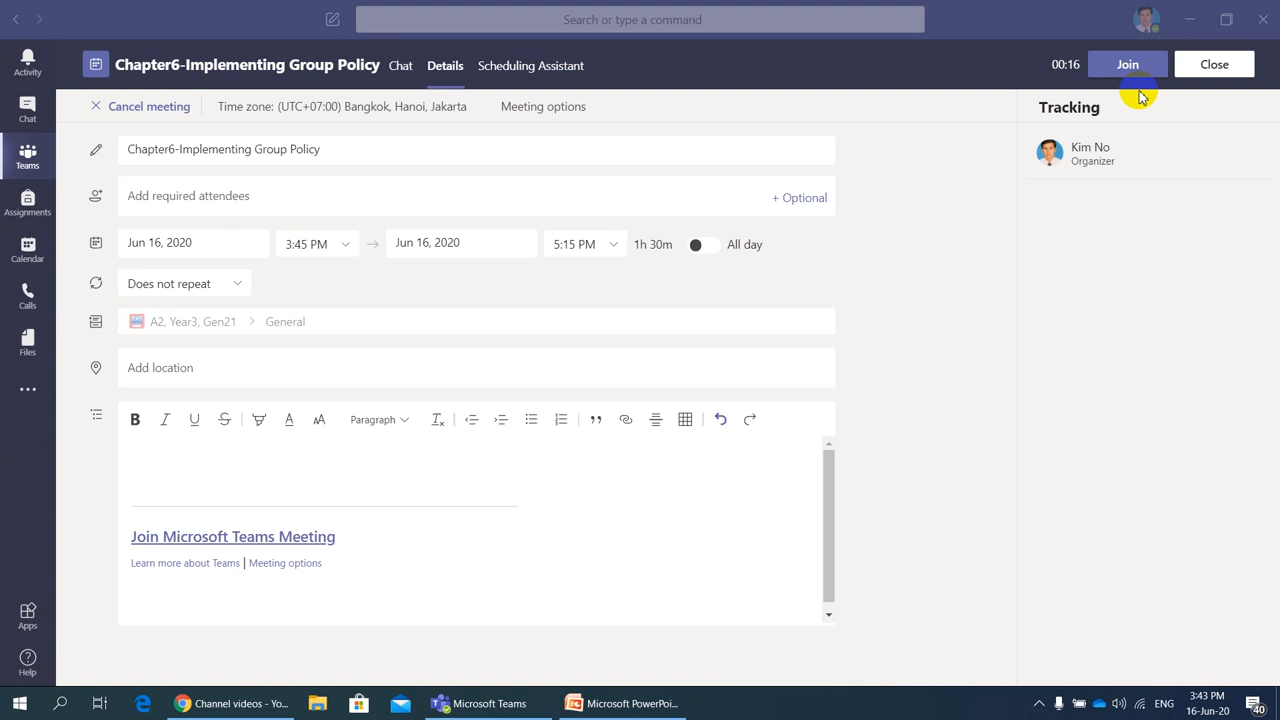 Search or type a command
Activity
Chat
Teams
Assignments
Calendar
Calls
Files
Apps
Help
Chapter6-Implementing Group Policy Chat Details Scheduling Assistant
00:16 Join Close
Cancel meeting Time zone: (UTC+07:00) Bangkok, Hanoi, Jakarta Meeting options
Chapter6-Implementing Group Policy
Add required attendees + Optional
Jun 16, 2020 3:45 PM → Jun 16, 2020 5:15 PM 1h 30m All day
Does not repeat
A2, Year3, Gen21 > General
Add location
B I U S A AA Paragraph
Join Microsoft Teams Meeting
Learn more about Teams | Meeting options
Tracking
Kim No
Organizer
Channel videos - Yo...
Microsoft Teams
Microsoft PowerPoi...
ENG
3:43 PM
16-Jun-20
40